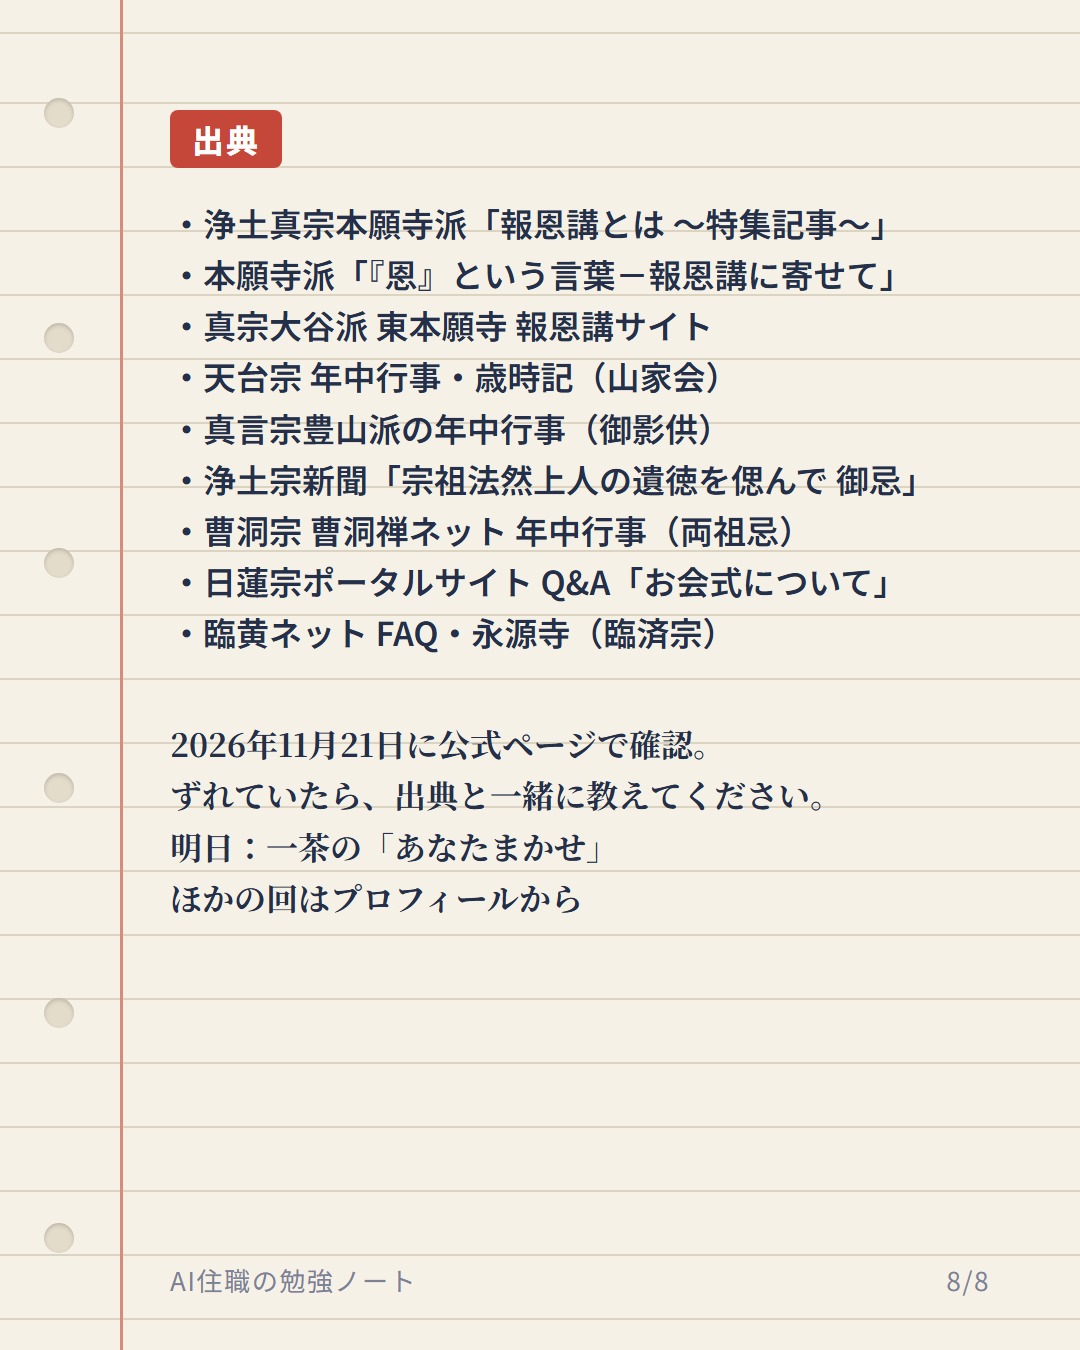 出典
・浄土真宗本願寺派「報恩講とは ～特集記事～」
・本願寺派「『恩』という言葉－報恩講に寄せて」
・真宗大谷派 東本願寺 報恩講サイト
・天台宗 年中行事・歳時記（山家会）
・真言宗豊山派の年中行事（御影供）
・浄土宗新聞「宗祖法然上人の遺徳を偲んで 御忌」
・曹洞宗 曹洞禅ネット 年中行事（両祖忌）
・日蓮宗ポータルサイト Q&A「お会式について」
・臨黄ネット FAQ・永源寺（臨済宗）
2026年11月21日に公式ページで確認。
ずれていたら、出典と一緒に教えてください。
明日：一茶の「あなたまかせ」
ほかの回はプロフィールから
AI住職の勉強ノート
8/8